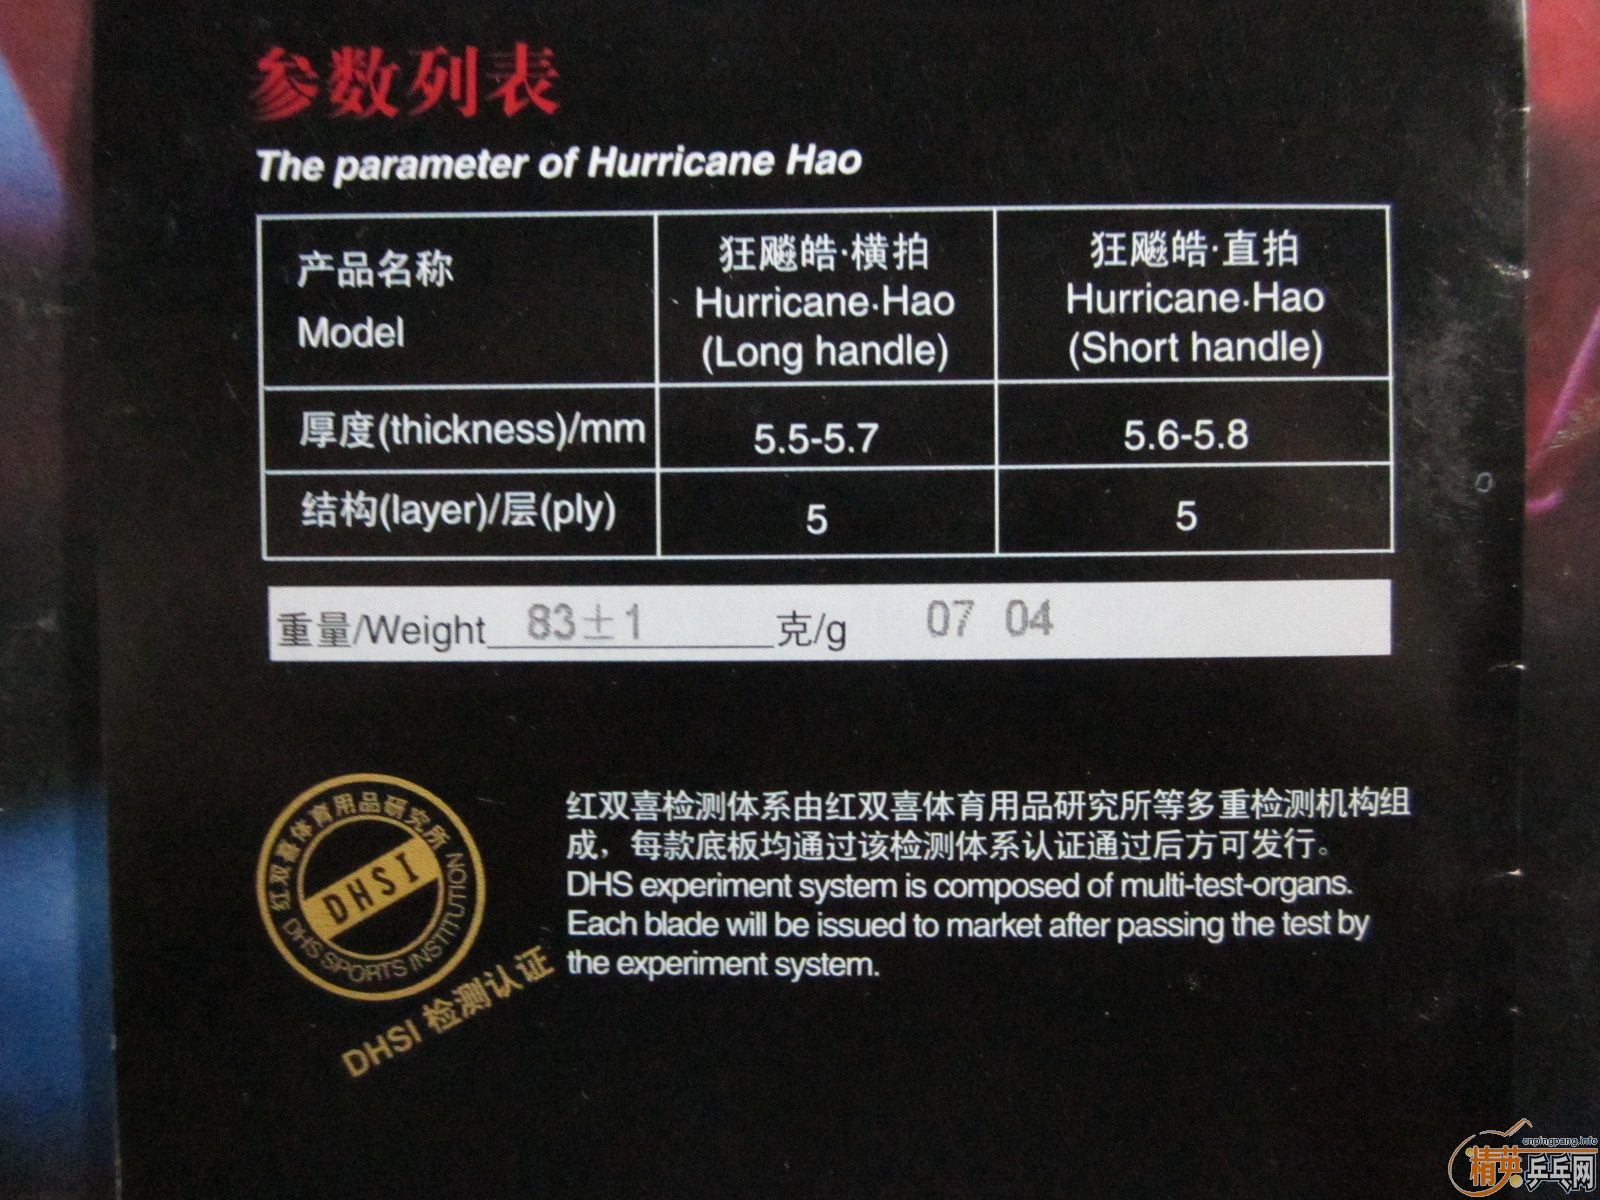 参数列表
The parameter of Hurricane Hao
产品名称
Model
狂飚皓·横拍
Hurricane·Hao
(Long handle)
狂飚皓·直拍
Hurricane·Hao
(Short handle)
厚度(thickness)/mm
5.5-5.7
5.6-5.8
结构(layer)/层(ply)
5
5
重量/Weight 83±1 克/g 07 04
红双喜体育用品研究所
DHSI
DHS SPORTS INSTITUTION
DHSI 检测认证
红双喜检测体系由红双喜体育用品研究所等多重检测机构组
成，每款底板均通过该检测体系认证通过后方可发行。
DHS experiment system is composed of multi-test-organs.
Each blade will be issued to market after passing the test by
the experiment system.
cnpingpang.info
精英乒乓网